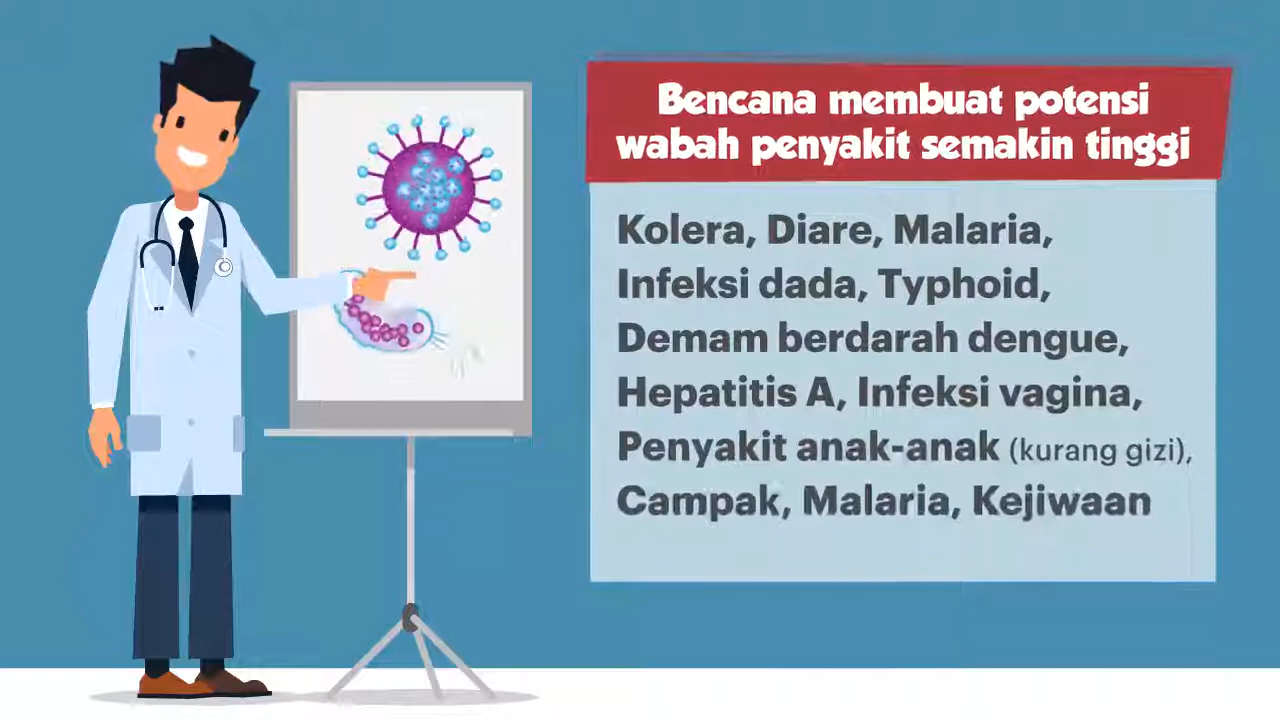 Bencana membuat potensi
wabah penyakit semakin tinggi
Kolera, Diare, Malaria,
Infeksi dada, Typhoid,
Demam berdarah dengue,
Hepatitis A, Infeksi vagina,
Penyakit anak-anak (kurang gizi),
Campak, Malaria, Kejiwaan